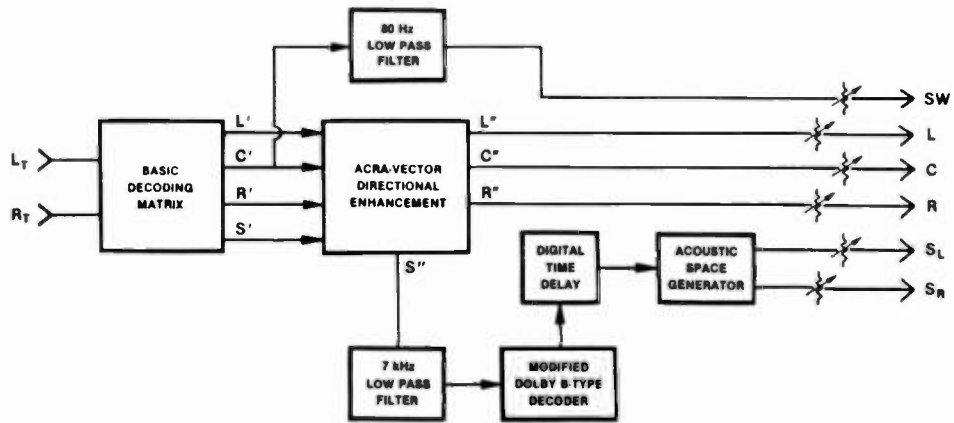 80 Hz
LOW PASS
FILTER
SW
L′
L″
L
LT
BASIC
DECODING
MATRIX
C′
ACRA-VECTOR
DIRECTIONAL
ENHANCEMENT
C″
C
RT
R′
R″
R
S′
S″
DIGITAL
TIME
DELAY
ACOUSTIC
SPACE
GENERATOR
SL
SR
7 kHz
LOW PASS
FILTER
MODIFIED
DOLBY B-TYPE
DECODER